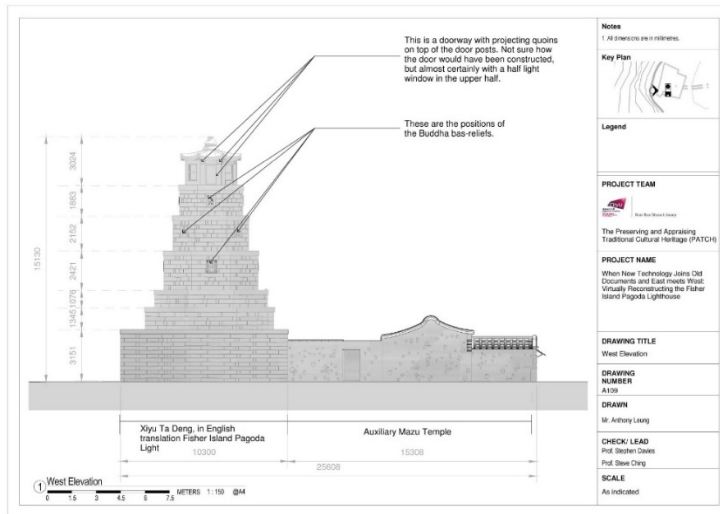 This is a doorway with projecting quoins
on top of the door posts. Not sure how
the door would have been constructed,
but almost certainly with a half light
window in the upper half.
These are the positions of
the Buddha bas-reliefs.
15130
3024
1883
2152
2421
1076
1345
3151
Xiyu Ta Deng, in English
translation Fisher Island Pagoda
Light
Auxiliary Mazu Temple
10300
15308
25608
1
West Elevation
0 1.5 3 4.5 6 7.5
METERS 1 : 150 @A4
Notes
1. All dimensions are in millimetres.
Key Plan
Legend
PROJECT TEAM
The Preserving and Appraising
Traditional Cultural Heritage (PATCH)
PROJECT NAME
When New Technology Joins Old
Documents and East meets West:
Virtually Reconstructing the Fisher
Island Pagoda Lighthouse
DRAWING TITLE
West Elevation
DRAWING
NUMBER
A109
DRAWN
Mr. Anthony Leung
CHECK/ LEAD
Prof. Stephen Davies
Prof. Steve Ching
SCALE
As indicated